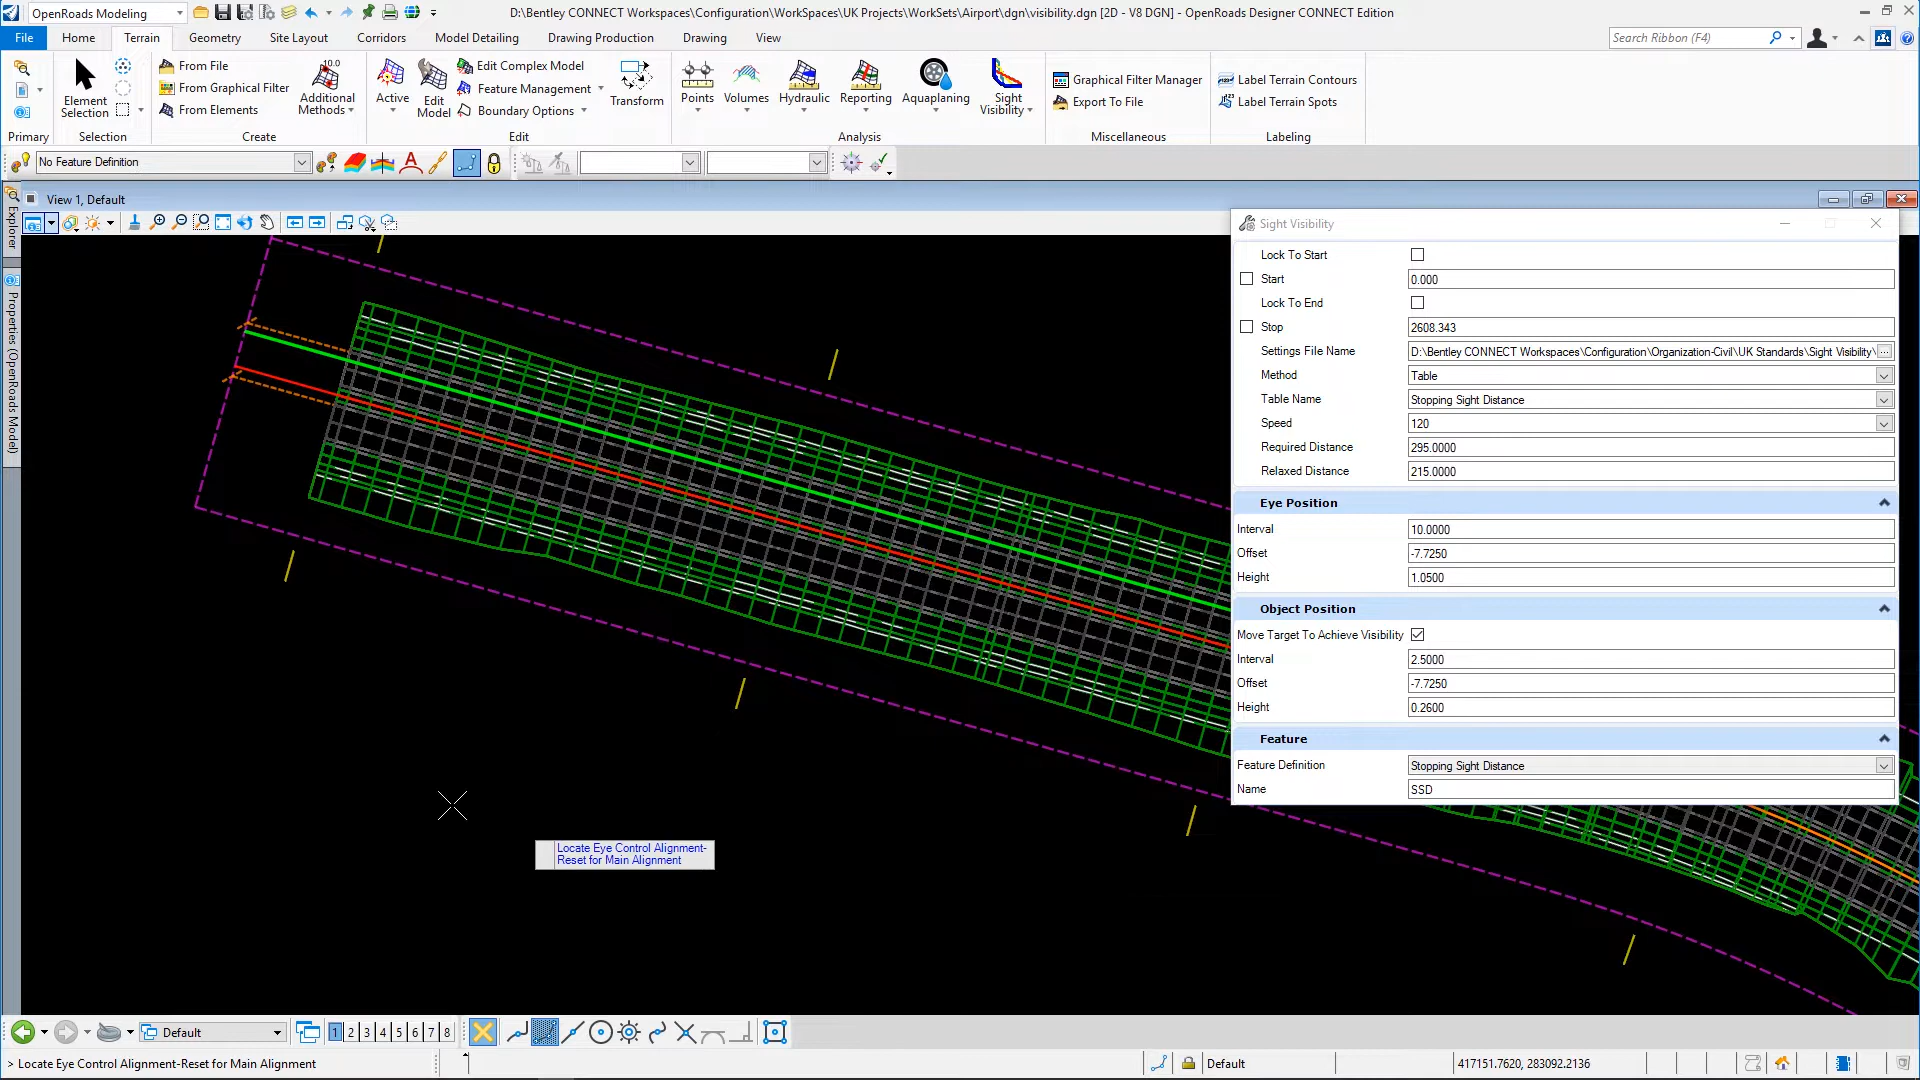 OpenRoads Modeling
D:\Bentley CONNECT Workspaces\Configuration\WorkSpaces\UK Projects\WorkSets\Airport\dgn\visibility.dgn [2D - V8 DGN] - OpenRoads Designer CONNECT Edition
File Home Terrain Geometry Site Layout Corridors Model Detailing Drawing Production Drawing View
Search Ribbon (F4)
Element
Selection
From File
From Graphical Filter
From Elements
10.0
Additional
Methods
Active
Edit
Model
Edit Complex Model
Feature Management
Boundary Options
Transform
Points
Volumes
Hydraulic
Reporting
Aquaplaning
Sight
Visibility
Graphical Filter Manager
Export To File
Label Terrain Contours
Label Terrain Spots
Primary Selection Create Edit Analysis Miscellaneous Labeling
No Feature Definition
View 1, Default
Explorer
Properties (OpenRoads Model)
Sight Visibility
Lock To Start
Start 0.000
Lock To End
Stop 2608.343
Settings File Name D:\Bentley CONNECT Workspaces\Configuration\Organization-Civil\UK Standards\Sight Visibility\ ...
Method Table
Table Name Stopping Sight Distance
Speed 120
Required Distance 295.0000
Relaxed Distance 215.0000
Eye Position
Interval 10.0000
Offset -7.7250
Height 1.0500
Object Position
Move Target To Achieve Visibility
Interval 2.5000
Offset -7.7250
Height 0.2600
Feature
Feature Definition Stopping Sight Distance
Name SSD
Locate Eye Control Alignment-
Reset for Main Alignment
Default 1 2 3 4 5 6 7 8
> Locate Eye Control Alignment-Reset for Main Alignment
Default
417151.7620, 283092.2136